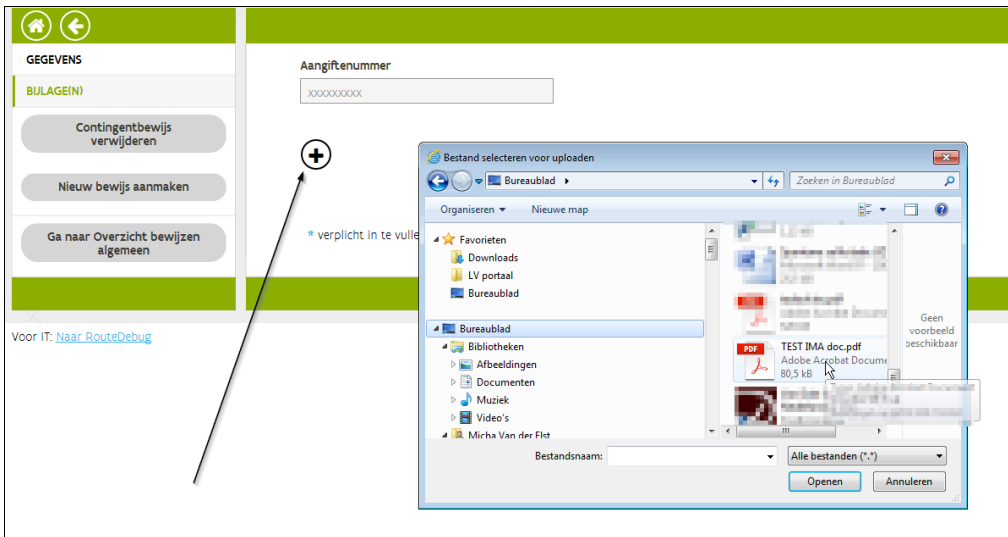 GEGEVENS
BIJLAGE(N)
Contingentbewijs
verwijderen
Nieuw bewijs aanmaken
Ga naar Overzicht bewijzen
algemeen
Voor IT: Naar RouteDebug
Aangiftenummer
xxxxxxxxx
* verplicht in te vulle
Bestand selecteren voor uploaden
Bureaublad
Zoeken in Bureaublad
Organiseren
Nieuwe map
Favorieten
Downloads
LV portaal
Bureaublad
Bureaublad
Bibliotheken
Afbeeldingen
Documenten
Muziek
Video's
Micha Van der Elst
PDF
TEST IMA doc.pdf
Adobe Acrobat Docume
80,5 kB
Geen
voorbeeld
beschikbaar
Bestandsnaam:
Alle bestanden (*.*)
Openen
Annuleren